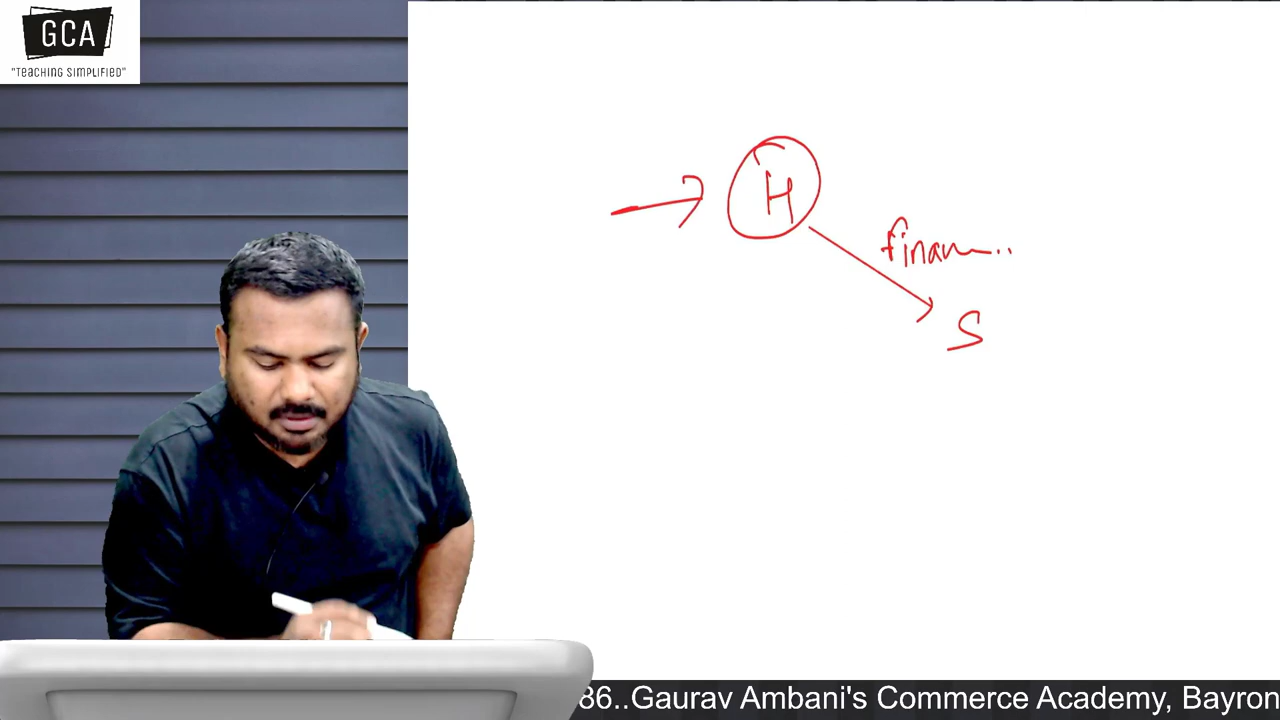 GCA
"Teaching SIMPLIFIED"
H
finan...
S
86..Gaurav Ambani's Commerce Academy, Bayron